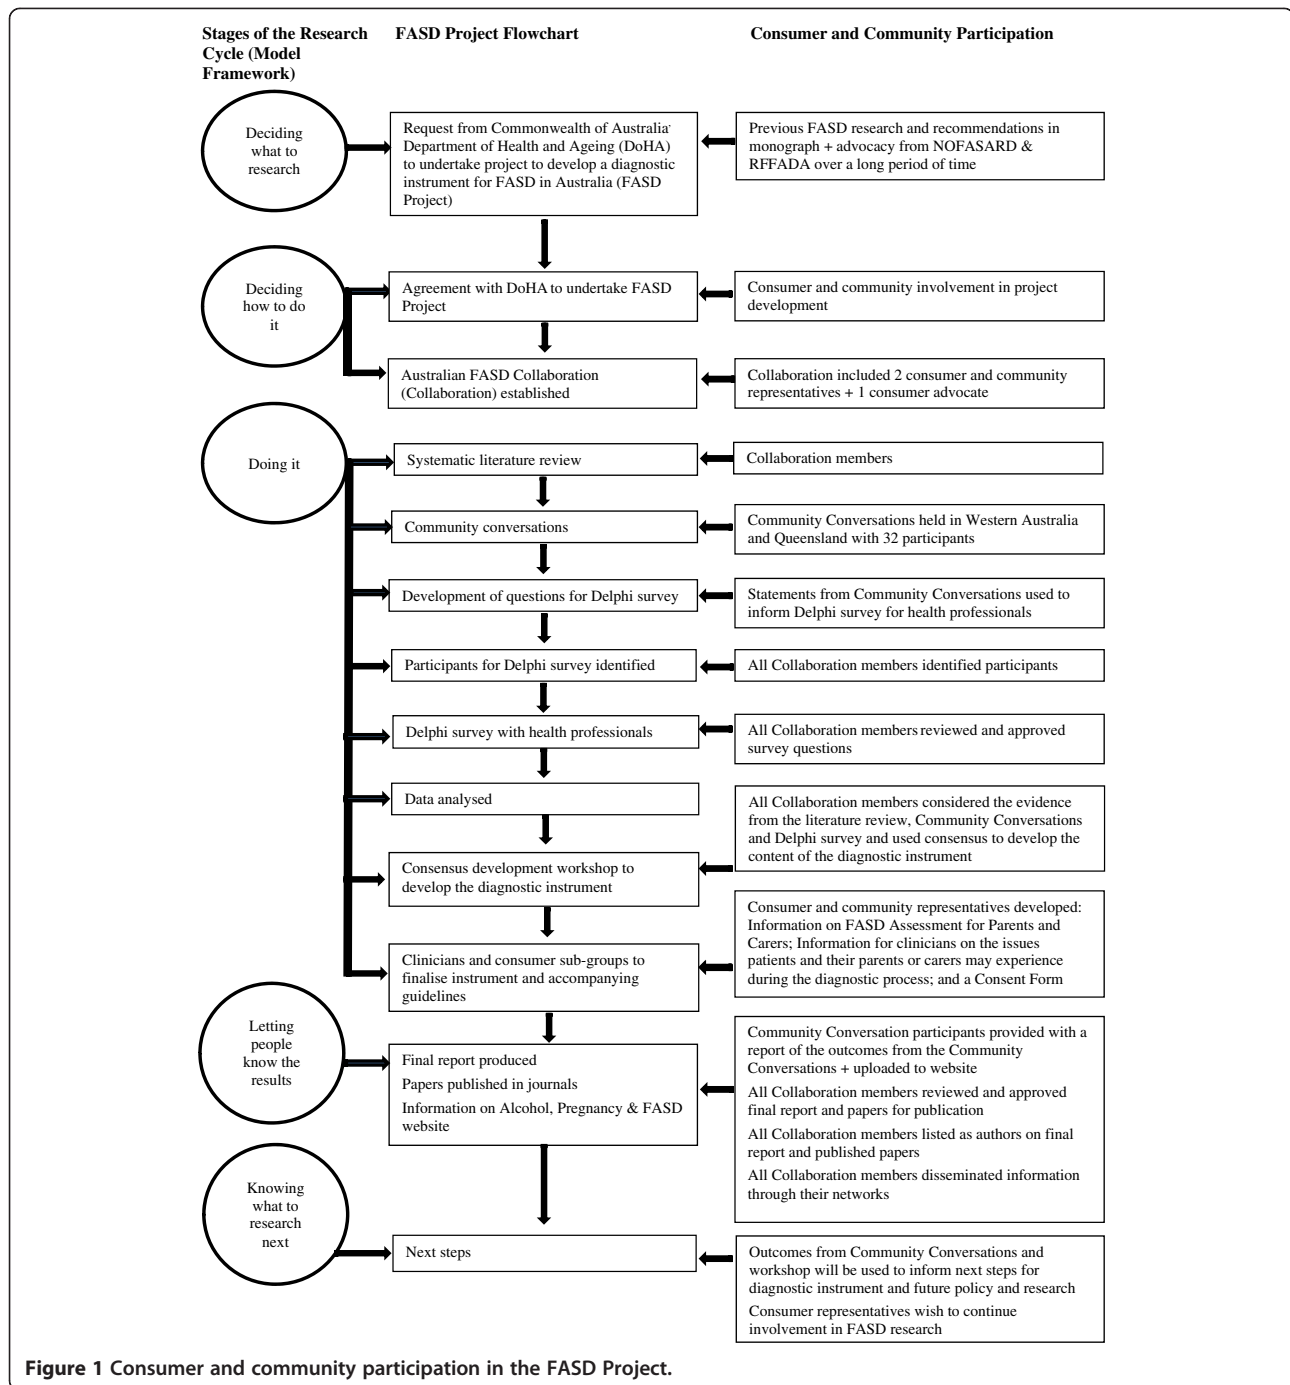 Stages of the Research
Cycle (Model
Framework)
FASD Project Flowchart
Consumer and Community Participation
Deciding
what to
research
Request from Commonwealth of Australia
Department of Health and Ageing (DoHA)
to undertake project to develop a diagnostic
instrument for FASD in Australia (FASD
Project)
Previous FASD research and recommendations in
monograph + advocacy from NOFASARD &
RFFADA over a long period of time
Deciding
how to do
it
Agreement with DoHA to undertake FASD
Project
Consumer and community involvement in project
development
Australian FASD Collaboration
(Collaboration) established
Collaboration included 2 consumer and community
representatives + 1 consumer advocate
Doing it
Systematic literature review
Collaboration members
Community conversations
Community Conversations held in Western Australia
and Queensland with 32 participants
Development of questions for Delphi survey
Statements from Community Conversations used to
inform Delphi survey for health professionals
Participants for Delphi survey identified
All Collaboration members identified participants
Delphi survey with health professionals
All Collaboration members reviewed and approved
survey questions
Data analysed
All Collaboration members considered the evidence
from the literature review, Community Conversations
and Delphi survey and used consensus to develop the
content of the diagnostic instrument
Consensus development workshop to
develop the diagnostic instrument
Clinicians and consumer sub-groups to
finalise instrument and accompanying
guidelines
Consumer and community representatives developed:
Information on FASD Assessment for Parents and
Carers; Information for clinicians on the issues
patients and their parents or carers may experience
during the diagnostic process; and a Consent Form
Letting
people
know the
results
Final report produced
Papers published in journals
Information on Alcohol, Pregnancy & FASD
website
Community Conversation participants provided with a
report of the outcomes from the Community
Conversations + uploaded to website
All Collaboration members reviewed and approved
final report and papers for publication
All Collaboration members listed as authors on final
report and published papers
All Collaboration members disseminated information
through their networks
Knowing
what to
research
next
Next steps
Outcomes from Community Conversations and
workshop will be used to inform next steps for
diagnostic instrument and future policy and research
Consumer representatives wish to continue
involvement in FASD research
Figure 1 Consumer and community participation in the FASD Project.